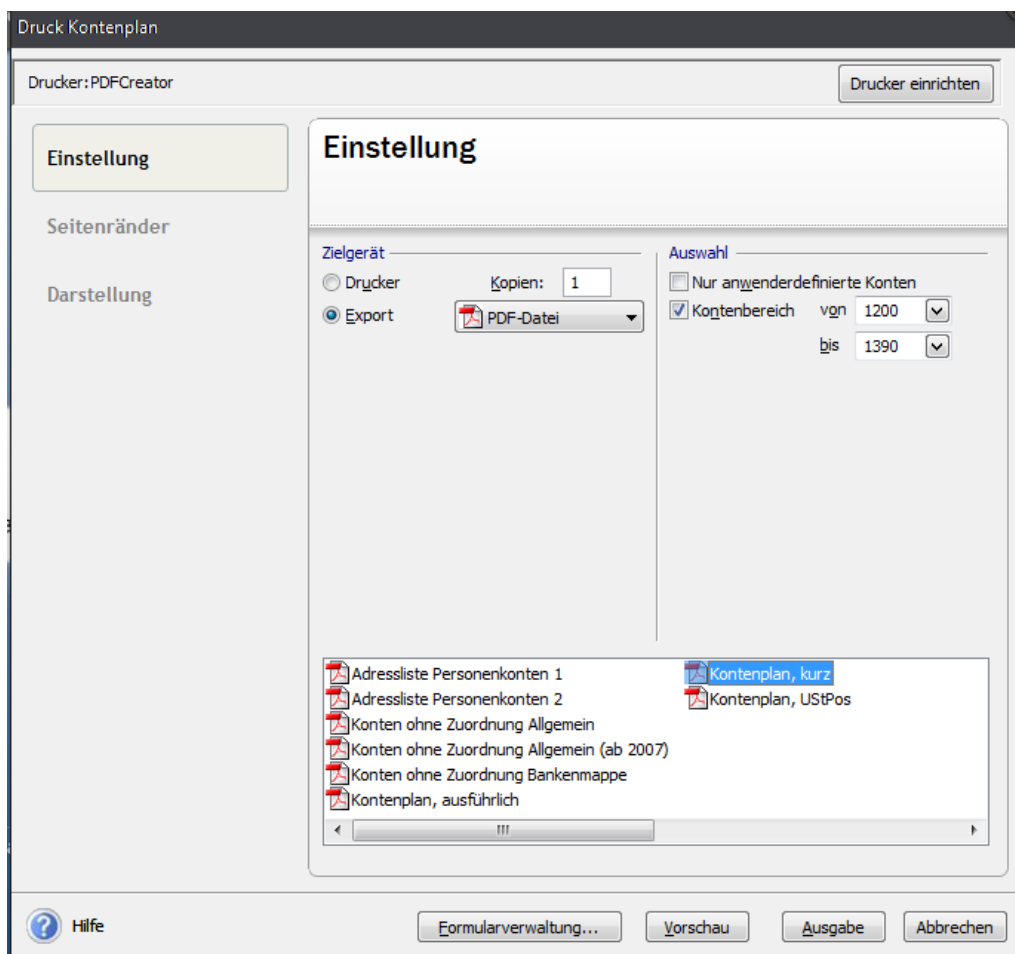 Druck Kontenplan
Drucker:PDFCreator
Drucker einrichten
Einstellung
Seitenränder
Darstellung
Einstellung
Zielgerät
Drucker
Kopien:
1
Export
PDF-Datei
Auswahl
Nur anwenderdefinierte Konten
Kontenbereich
von
1200
bis
1390
Adressliste Personenkonten 1
Adressliste Personenkonten 2
Konten ohne Zuordnung Allgemein
Konten ohne Zuordnung Allgemein (ab 2007)
Konten ohne Zuordnung Bankenmappe
Kontenplan, ausführlich
Kontenplan, kurz
Kontenplan, UStPos
Hilfe
Formularverwaltung...
Vorschau
Ausgabe
Abbrechen